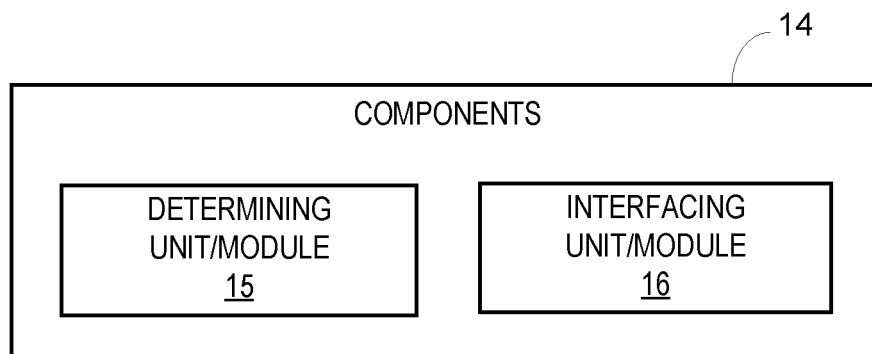 14
COMPONENTS
DETERMINING
UNIT/MODULE
15
INTERFACING
UNIT/MODULE
16